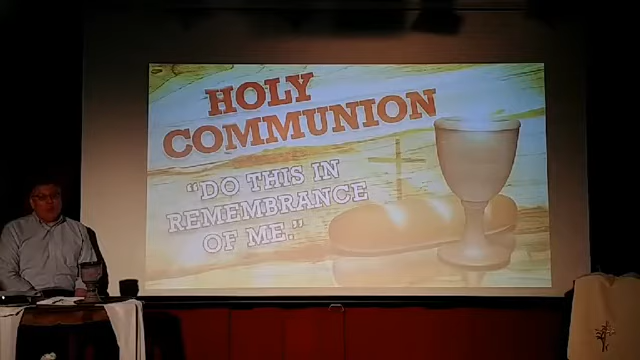 HOLY
COMMUNION
“DO THIS IN
REMEMBRANCE
OF ME.”